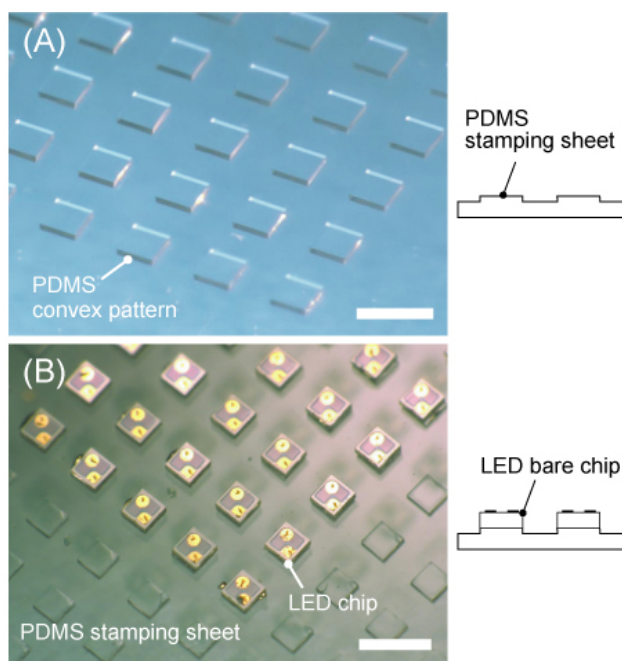 (A)
PDMS
stamping sheet
PDMS
convex pattern
(B)
LED bare chip
LED chip
PDMS stamping sheet